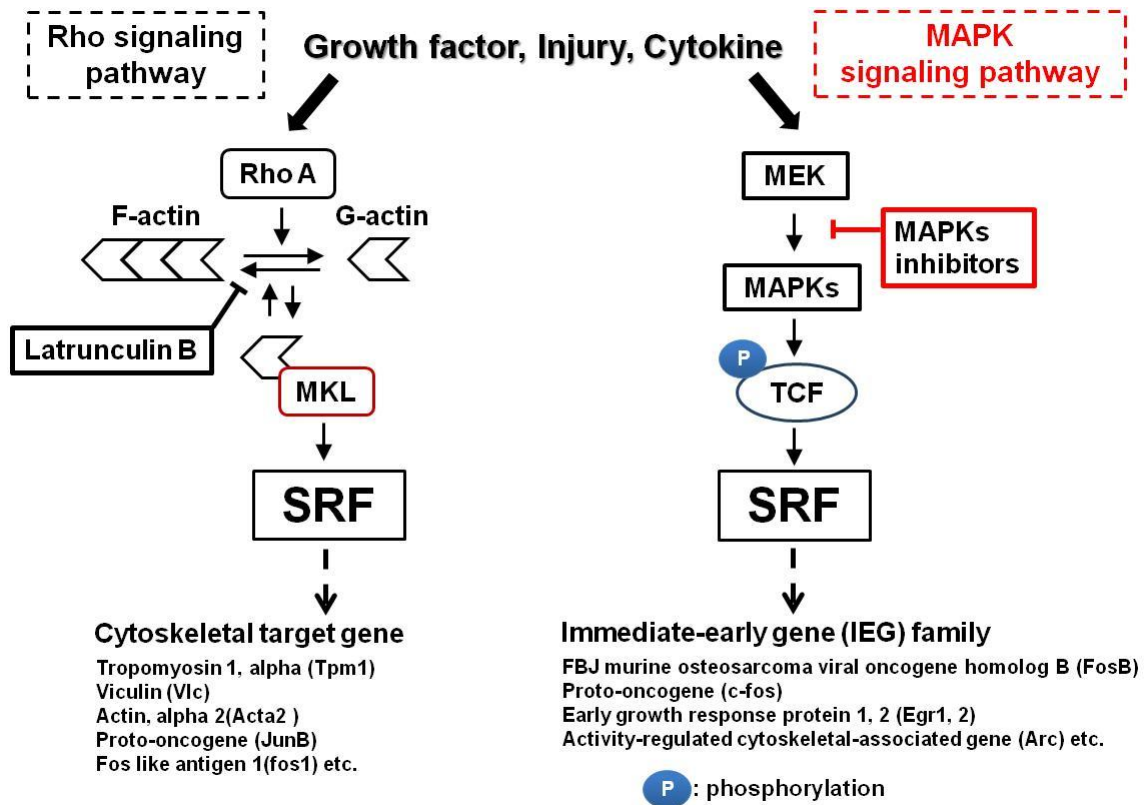 Rho signaling
pathway
Growth factor, Injury, Cytokine
MAPK
signaling pathway
Rho A
F-actin
G-actin
Latrunculin B
MKL
SRF
Cytoskeletal target gene
Tropomyosin 1, alpha (Tpm1)
Viculin (Vlc)
Actin, alpha 2(Acta2 )
Proto-oncogene (JunB)
Fos like antigen 1(fos1) etc.
MEK
MAPKs
inhibitors
MAPKs
P
TCF
SRF
Immediate-early gene (IEG) family
FBJ murine osteosarcoma viral oncogene homolog B (FosB)
Proto-oncogene (c-fos)
Early growth response protein 1, 2 (Egr1, 2)
Activity-regulated cytoskeletal-associated gene (Arc) etc.
P : phosphorylation